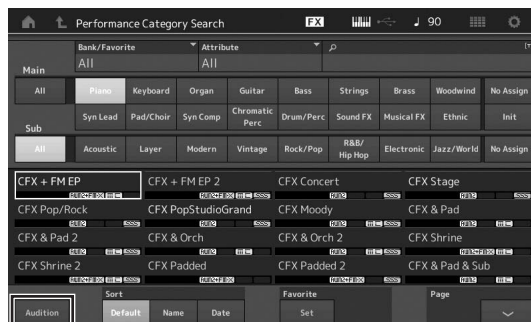 Performance Category Search FX 90
Bank/Favorite Attribute
Main All All
All Piano Keyboard Organ Guitar Bass Strings Brass Woodwind No Assign
Syn Lead Pad/Choir Syn Comp Chromatic Perc Drum/Perc Sound FX Musical FX Ethnic Init
Sub
All Acoustic Layer Modern Vintage Rock/Pop R&B/ Hip Hop Electronic Jazz/World No Assign
CFX + FM EP CFX + FM EP 2 CFX Concert CFX Stage
CFX Pop/Rock CFX PopStudioGrand CFX Moody CFX & Pad
CFX & Pad 2 CFX & Orch CFX & Orch 2 CFX Shrine
CFX Shrine 2 CFX Padded CFX Padded 2 CFX & Pad & Sub
Sort Favorite Page
Audition Default Name Date Set